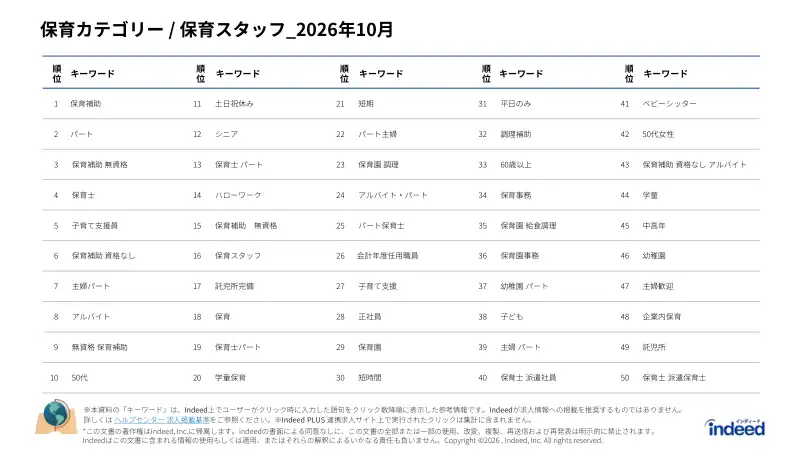 保育カテゴリー / 保育スタッフ_2026年10月
順位 キーワード 順位 キーワード 順位 キーワード 順位 キーワード 順位 キーワード
1 保育補助 11 土日祝休み 21 短期 31 平日のみ 41 ベビーシッター
2 パート 12 シニア 22 パート主婦 32 調理補助 42 50代女性
3 保育補助 無資格 13 保育士 パート 23 保育園 調理 33 60歳以上 43 保育補助 資格なし アルバイト
4 保育士 14 ハローワーク 24 アルバイト・パート 34 保育事務 44 学童
5 子育て支援員 15 保育補助　無資格 25 パート保育士 35 保育園 給食調理 45 中高年
6 保育補助 資格なし 16 保育スタッフ 26 会計年度任用職員 36 保育園事務 46 幼稚園
7 主婦パート 17 託児所完備 27 子育て支援 37 幼稚園 パート 47 主婦歓迎
8 アルバイト 18 保育 28 正社員 38 子ども 48 企業内保育
9 無資格 保育補助 19 保育士パート 29 保育園 39 主婦 パート 49 託児所
10 50代 20 学童保育 30 短時間 40 保育士 派遣社員 50 保育士 派遣保育士
※本資料の「キーワード」は、Indeed上でユーザーがクリック時に入力した語句をクリック数降順に表示した参考情報です。Indeedが求人情報への掲載を推奨するものではありません。
詳しくは ヘルプセンター 求人掲載基準をご参照ください。※Indeed PLUS 連携求人サイト上で実行されたクリックは集計に含まれません。
*この文書の著作権はIndeed, Inc.に帰属します。Indeedの書面による同意なしに、この文書の全部または一部の使用、改変、複製、再送信および再発表は明示的に禁止されます。
Indeedはこの文書に含まれる情報の使用もしくは適用、またはそれらの解釈によるいかなる責任も負いません。Copyright ©2026 , Indeed, Inc. All rights reserved.
インディード
indeed